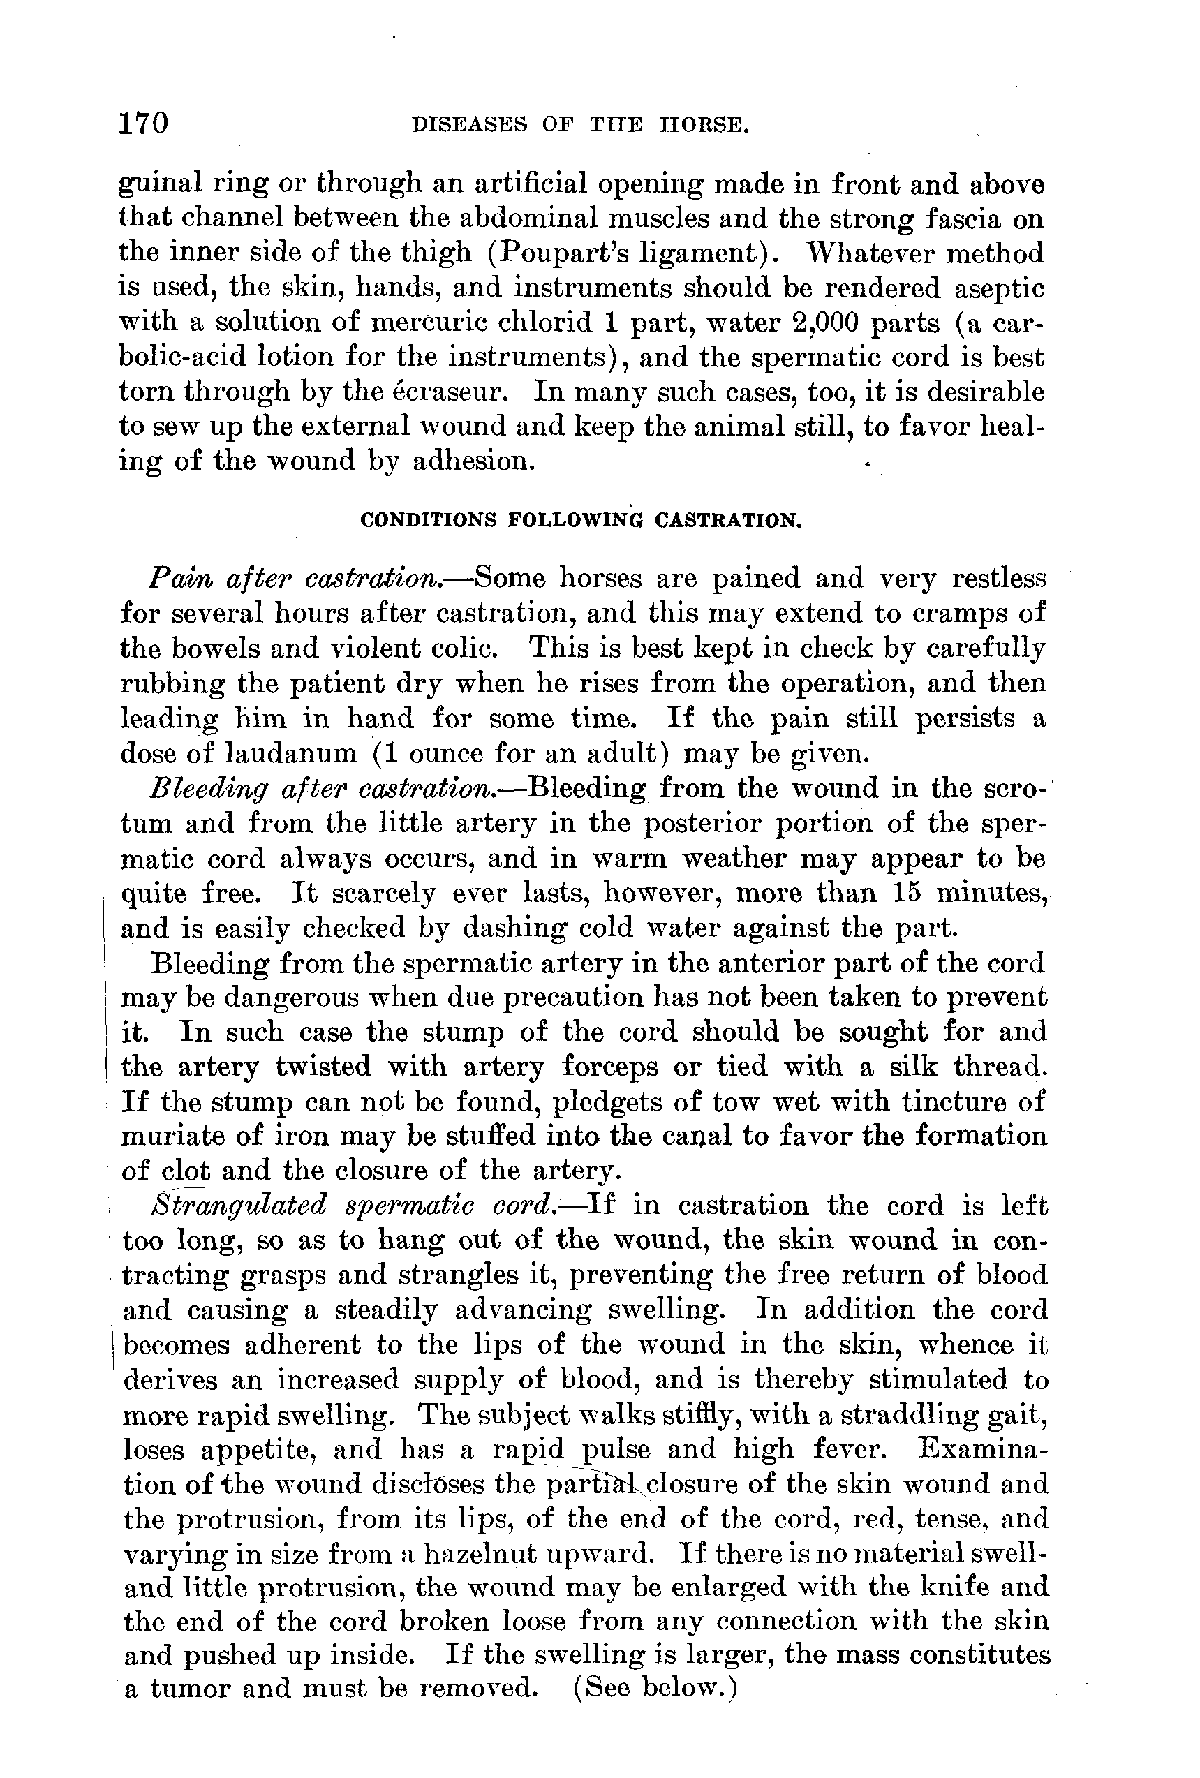 170 DISEASES OF THE HORSE.
guinal ring or through an artificial opening made in front and above
that channel between the abdominal muscles and the strong fascia on
the inner side of the thigh (Poupart's ligament). Whatever method
is used, the skin, hands, and instruments should be rendered aseptic
with a solution of mercuric chlorid 1 part, water 2,000 parts (a car-
bolic-acid lotion for the instruments), and the spermatic cord is best
torn through by the écraseur. In many such cases, too, it is desirable
to sew up the external wound and keep the animal still, to favor heal-
ing of the wound by adhesion.
CONDITIONS FOLLOWING CASTRATION.
Pain after castration.—Some horses are pained and very restless
for several hours after castration, and this may extend to cramps of
the bowels and violent colic. This is best kept in check by carefully
rubbing the patient dry when he rises from the operation, and then
leading him in hand for some time. If the pain still persists a
dose of laudanum (1 ounce for an adult) may be given.
Bleeding after castration.—Bleeding from the wound in the scro-
tum and from the little artery in the posterior portion of the sper-
matic cord always occurs, and in warm weather may appear to be
quite free. It scarcely ever lasts, however, more than 15 minutes,
and is easily checked by dashing cold water against the part.
Bleeding from the spermatic artery in the anterior part of the cord
may be dangerous when due precaution has not been taken to prevent
it. In such case the stump of the cord should be sought for and
the artery twisted with artery forceps or tied with a silk thread.
If the stump can not be found, pledgets of tow wet with tincture of
muriate of iron may be stuffed into the canal to favor the formation
of clot and the closure of the artery.
Strangulated spermatic cord.—If in castration the cord is left
too long, so as to hang out of the wound, the skin wound in con-
tracting grasps and strangles it, preventing the free return of blood
and causing a steadily advancing swelling. In addition the cord
becomes adherent to the lips of the wound in the skin, whence it
derives an increased supply of blood, and is thereby stimulated to
more rapid swelling. The subject walks stiffly, with a straddling gait,
loses appetite, and has a rapid pulse and high fever. Examina-
tion of the wound discloses the partial closure of the skin wound and
the protrusion, from its lips, of the end of the cord, red, tense, and
varying in size from a hazelnut upward. If there is no material swell-
and little protrusion, the wound may be enlarged with the knife and
the end of the cord broken loose from any connection with the skin
and pushed up inside. If the swelling is larger, the mass constitutes
a tumor and must be removed. (See below.)